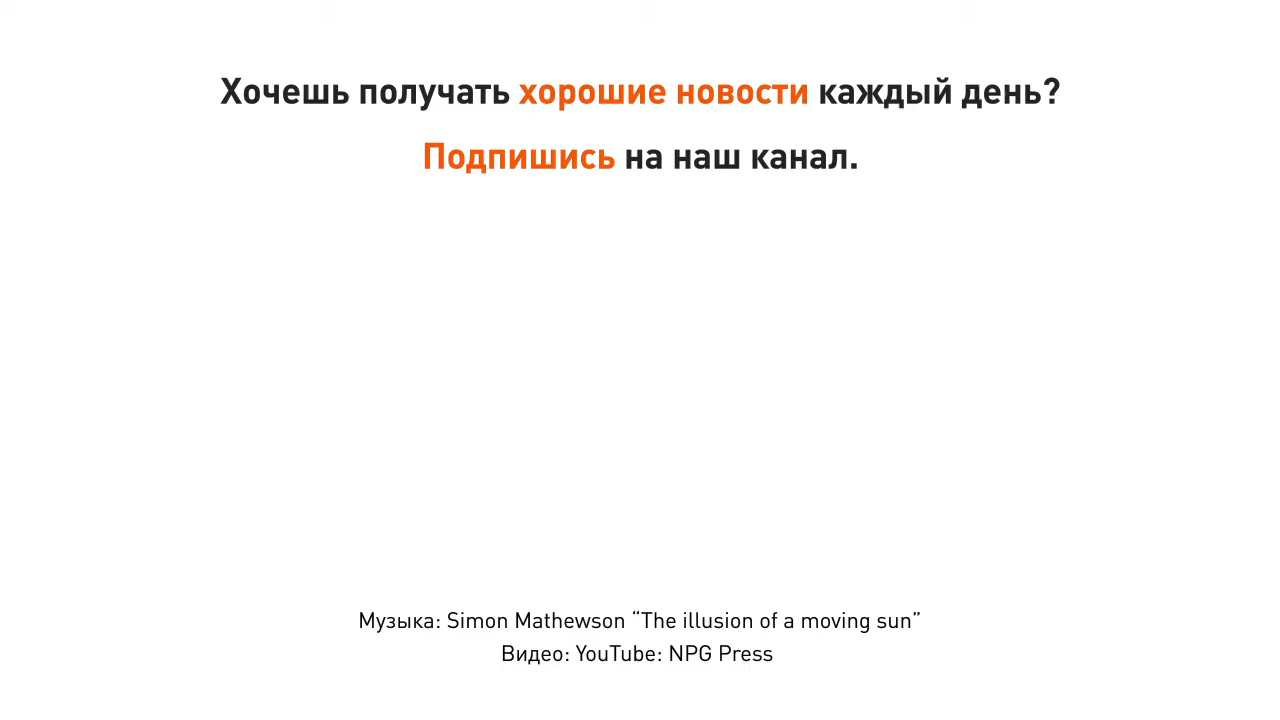 Хочешь получать хорошие новости каждый день?
Подпишись на наш канал.
Музыка: Simon Mathewson “The illusion of a moving sun”
Видео: YouTube: NPG Press